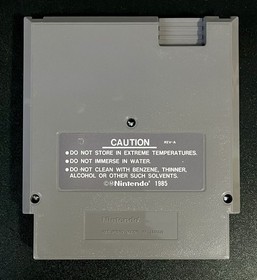 CAUTION REV-A
●DO NOT STORE IN EXTREME TEMPERATURES.
●DO NOT IMMERSE IN WATER.
●DO NOT CLEAN WITH BENZENE, THINNER,
ALCOHOL OR OTHER SUCH SOLVENTS.
©®Nintendo® 1985
Nintendo